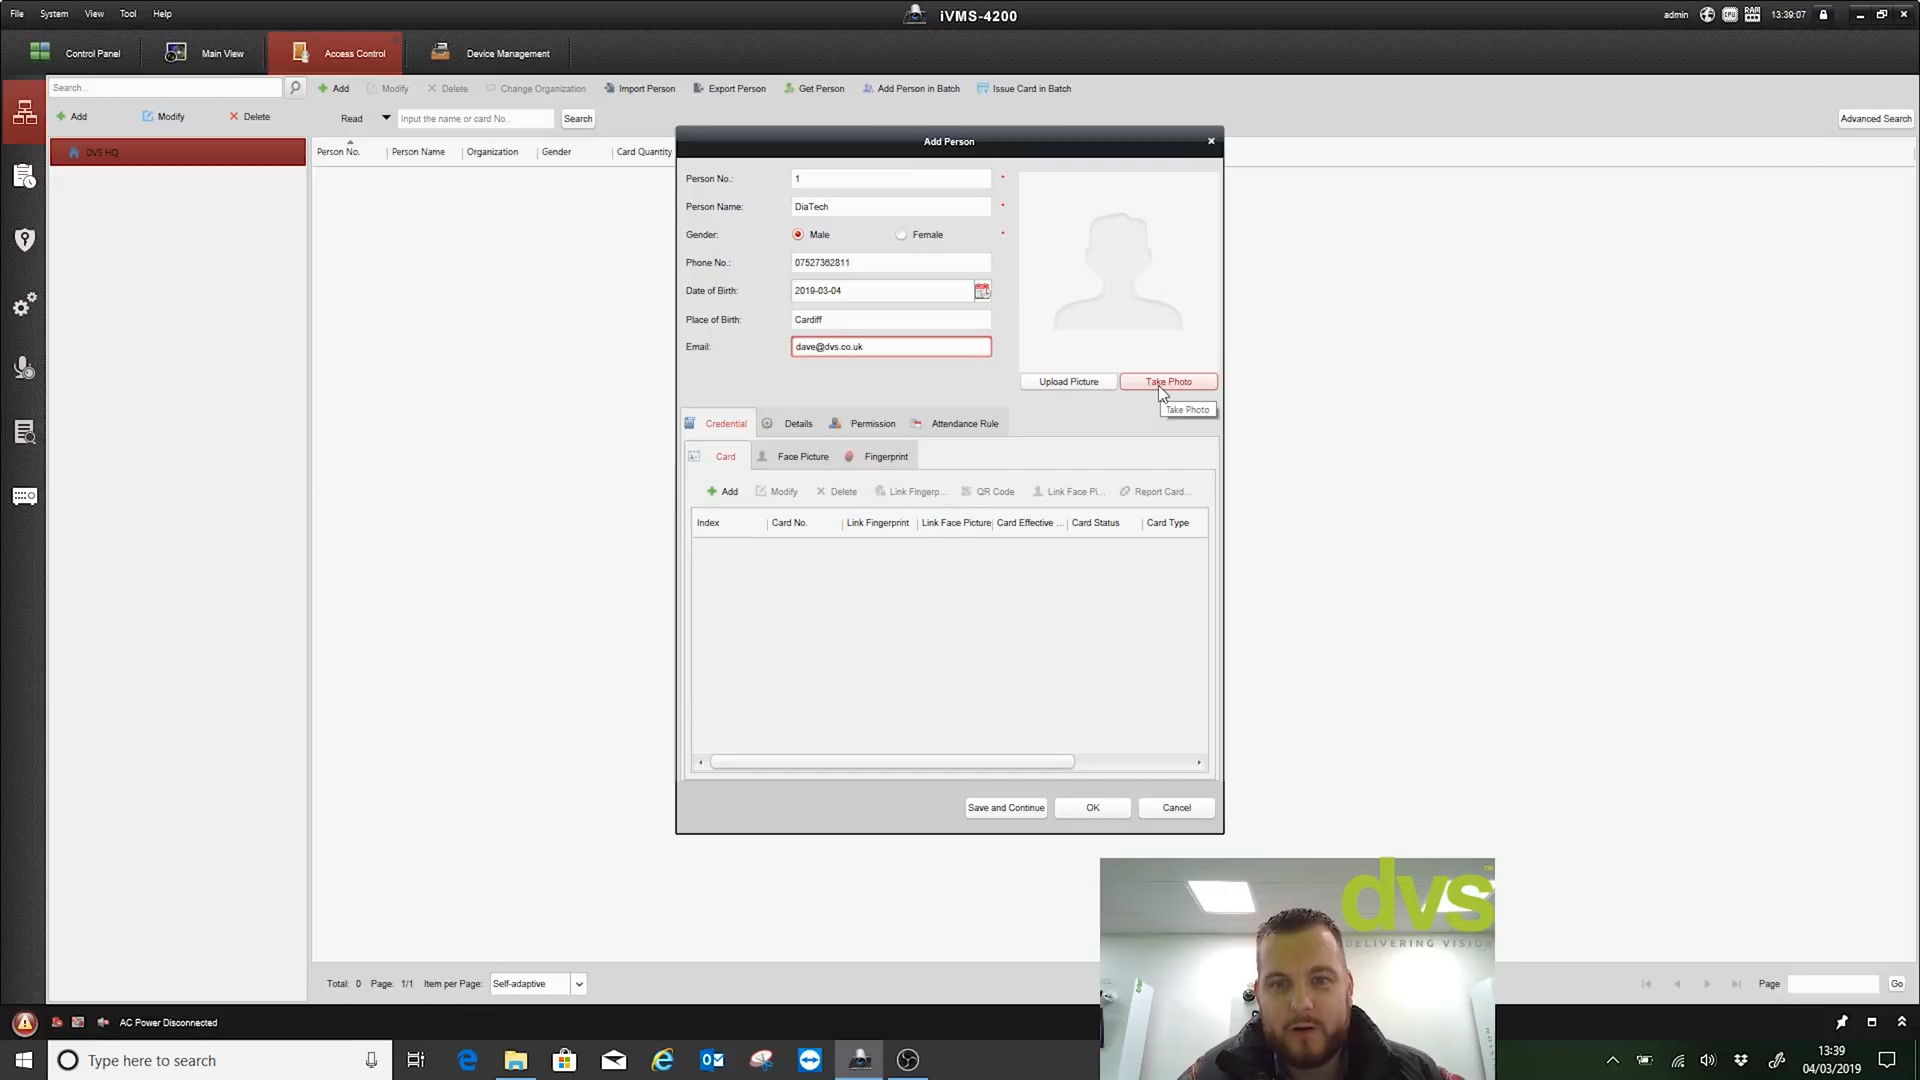 File System View Tool Help
iVMS-4200
admin 13:39:07
Control Panel Main View Access Control Device Management
Search...
Add Modify Delete Change Organization Import Person Export Person Get Person Add Person in Batch Issue Card in Batch
Add Modify Delete
Read Input the name or card No.. Search Advanced Search
DVS HQ
Person No. Person Name Organization Gender Card Quantity
Add Person
Person No.: 1 *
Person Name: DiaTech *
Gender: Male Female *
Phone No.: 07527362811
Date of Birth: 2019-03-04
Place of Birth: Cardiff
Email: dave@dvs.co.uk
Upload Picture Take Photo
Take Photo
Credential Details Permission Attendance Rule
Card Face Picture Fingerprint
Add Modify Delete Link Fingerp... QR Code Link Face Pi... Report Card...
Index Card No. Link Fingerprint Link Face Picture Card Effective ... Card Status Card Type
Save and Continue OK Cancel
dvs™
DELIVERING VISION
Total: 0 Page: 1/1 Item per Page: Self-adaptive
Page Go
AC Power Disconnected
Type here to search
13:39
04/03/2019